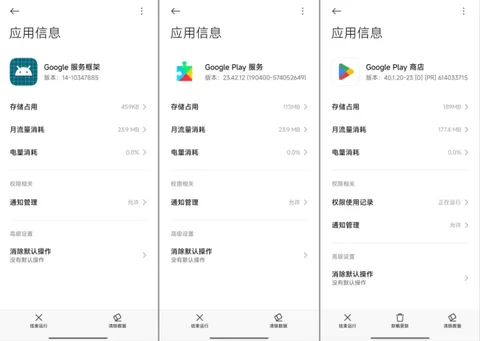 应用信息
Google 服务框架
版本：14-10347885
存储占用
459KB
月流量消耗
23.9 MB
电量消耗
0.0%
权限相关
通知管理
允许
高级设置
消除默认操作
没有默认操作
结束运行
清除数据
应用信息
Google Play 服务
版本：23.42.12 (190400-574052649)
存储占用
113MB
月流量消耗
23.9 MB
电量消耗
0.0%
权限相关
通知管理
允许
高级设置
消除默认操作
没有默认操作
结束运行
清除数据
应用信息
Google Play 商店
版本：40.1.20-23 [0] [PR] 614033715
存储占用
189MB
月流量消耗
177.4 MB
电量消耗
0.0%
权限相关
权限使用记录
正在运行
通知管理
允许
高级设置
消除默认操作
没有默认操作
结束运行
卸载更新
清除数据